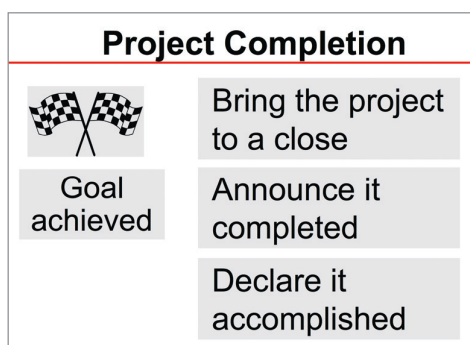 Project Completion
Goal
achieved
Bring the project
to a close
Announce it
completed
Declare it
accomplished